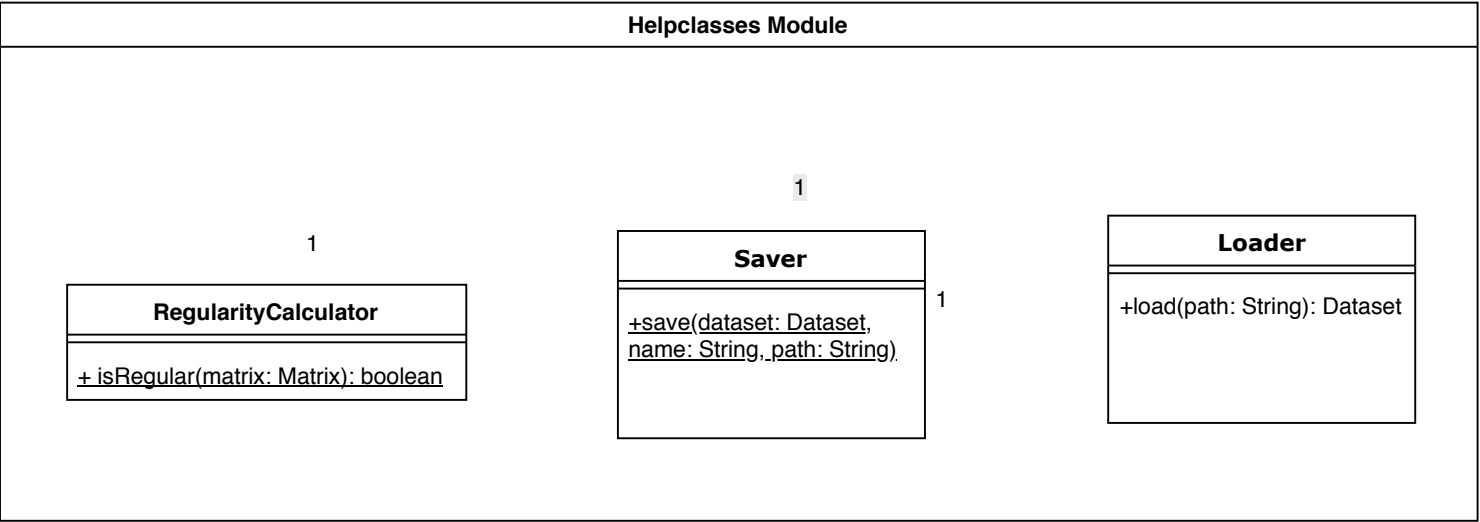 Helpclasses Module
1
RegularityCalculator
+ isRegular(matrix: Matrix): boolean
1
Saver
+save(dataset: Dataset,
name: String, path: String)
1
Loader
+load(path: String): Dataset